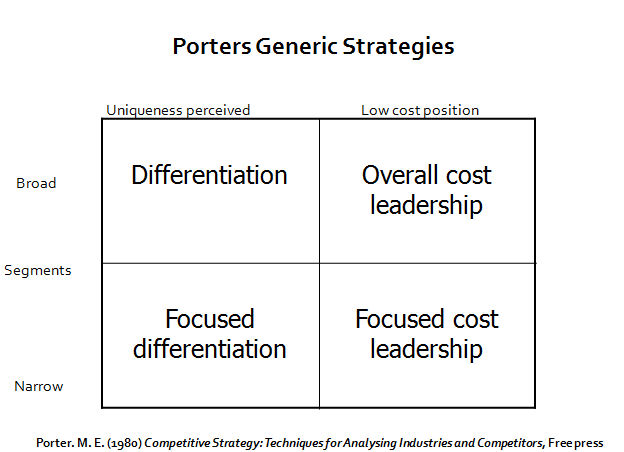 Porters Generic Strategies
Uniqueness perceived
Low cost position
Broad
Differentiation
Overall cost
leadership
Segments
Focused
differentiation
Focused cost
leadership
Narrow
Porter. M. E. (1980) Competitive Strategy: Techniques for Analysing Industries and Competitors, Free press